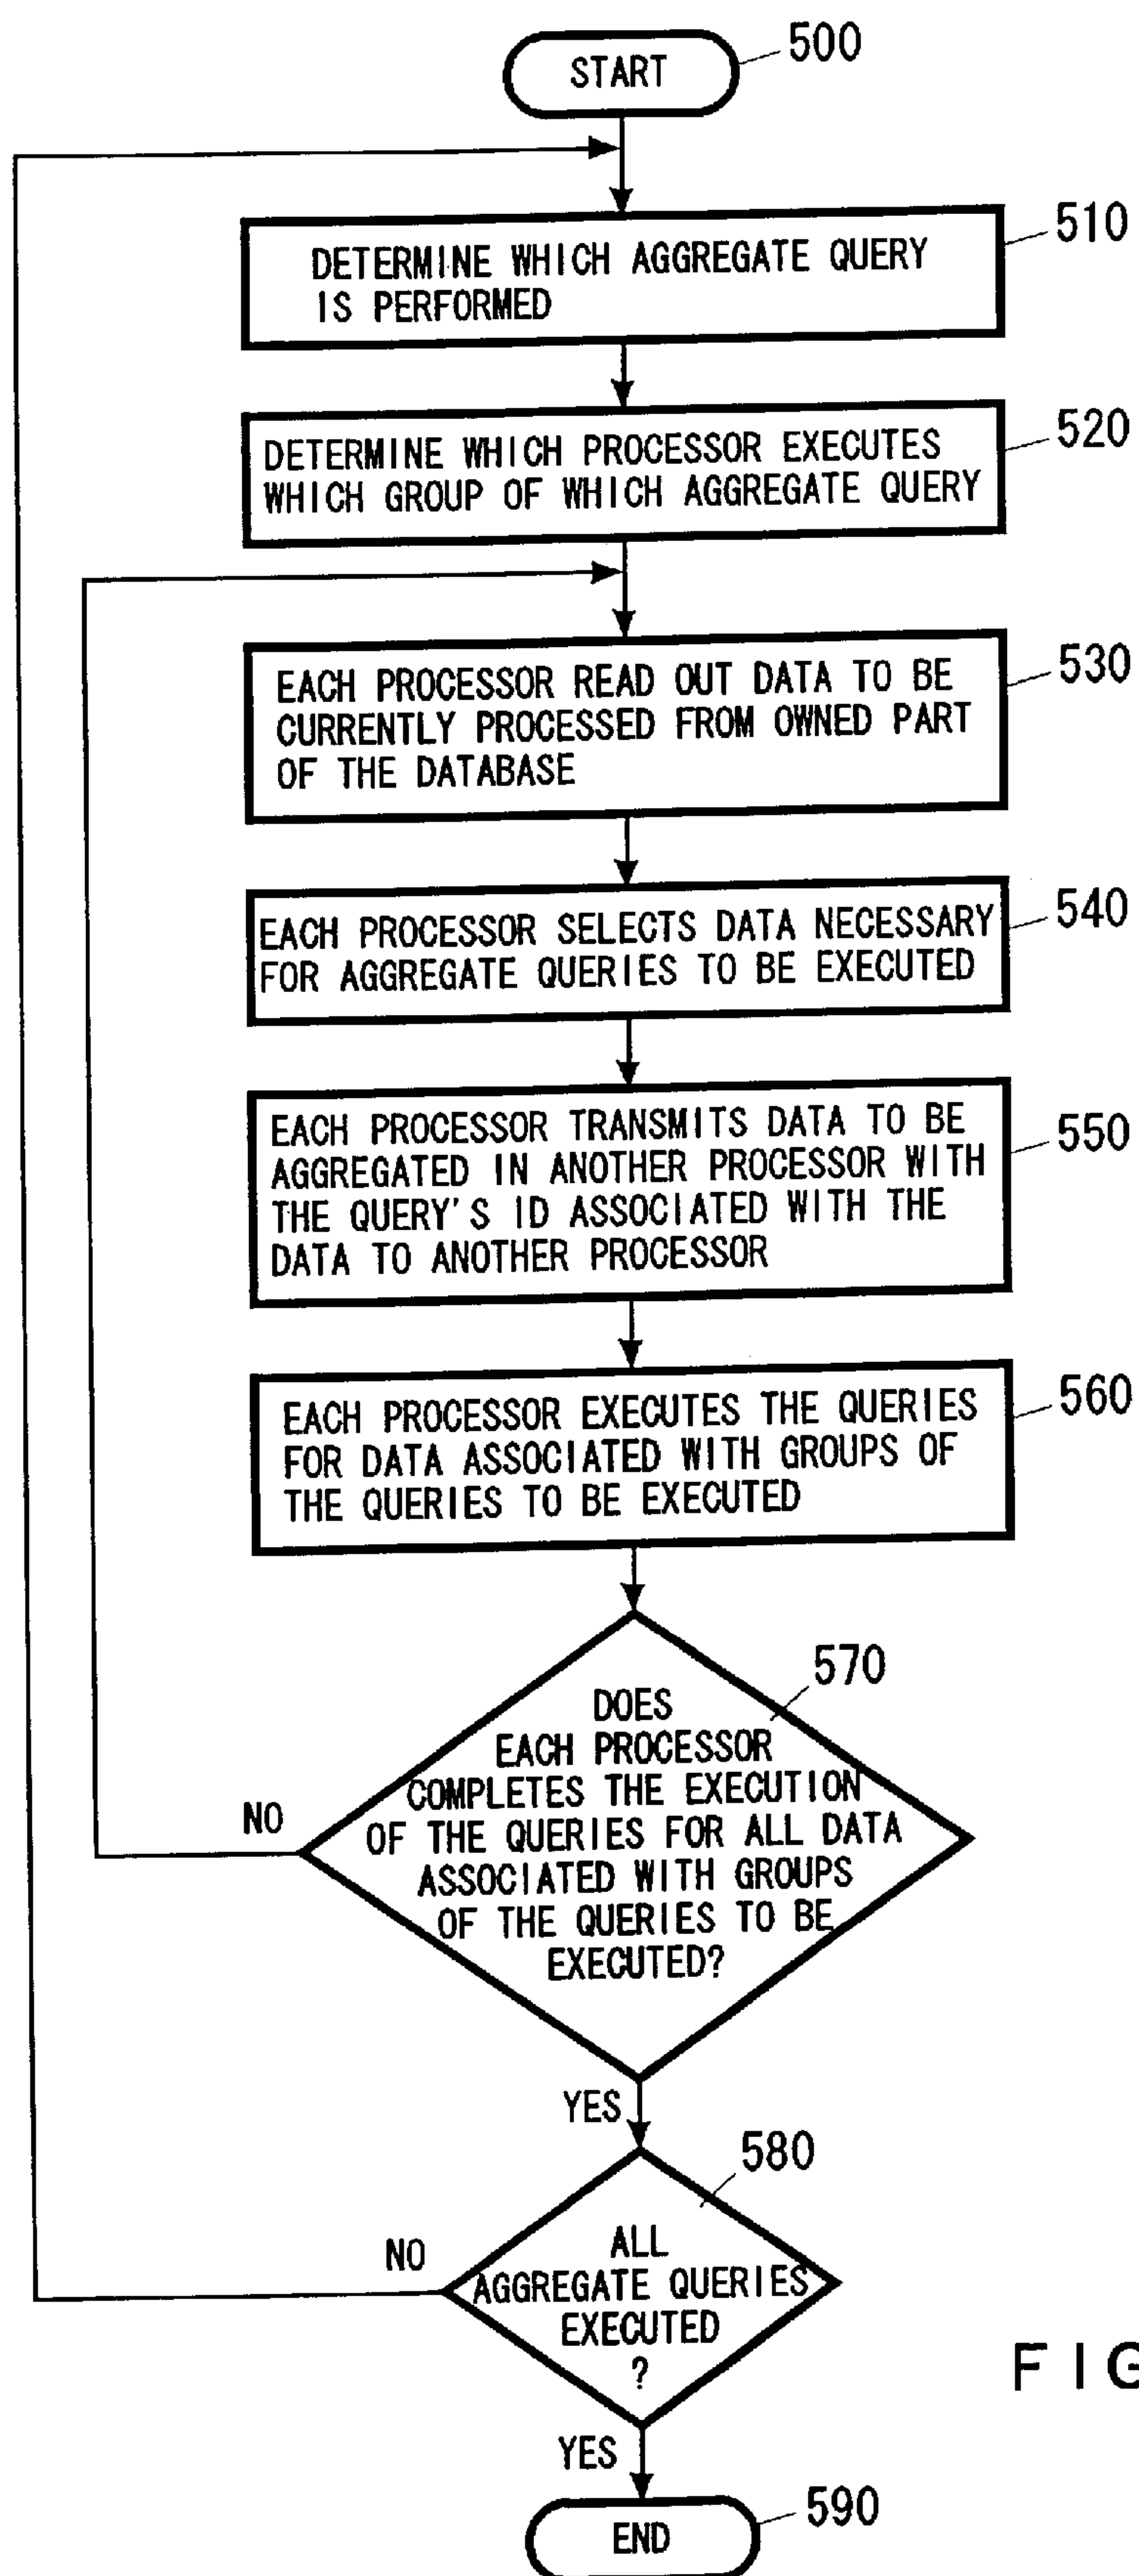 START
500
DETERMINE WHICH AGGREGATE QUERY
IS PERFORMED
510
DETERMINE WHICH PROCESSOR EXECUTES
WHICH GROUP OF WHICH AGGREGATE QUERY
520
EACH PROCESSOR READ OUT DATA TO BE
CURRENTLY PROCESSED FROM OWNED PART
OF THE DATABASE
530
EACH PROCESSOR SELECTS DATA NECESSARY
FOR AGGREGATE QUERIES TO BE EXECUTED
540
EACH PROCESSOR TRANSMITS DATA TO BE
AGGREGATED IN ANOTHER PROCESSOR WITH
THE QUERY'S ID ASSOCIATED WITH THE
DATA TO ANOTHER PROCESSOR
550
EACH PROCESSOR EXECUTES THE QUERIES
FOR DATA ASSOCIATED WITH GROUPS OF
THE QUERIES TO BE EXECUTED
560
570
DOES
EACH PROCESSOR
COMPLETES THE EXECUTION
OF THE QUERIES FOR ALL DATA
ASSOCIATED WITH GROUPS
OF THE QUERIES TO BE
EXECUTED?
NO
YES
580
ALL
AGGREGATE QUERIES
EXECUTED
?
NO
YES
END
590
FIG